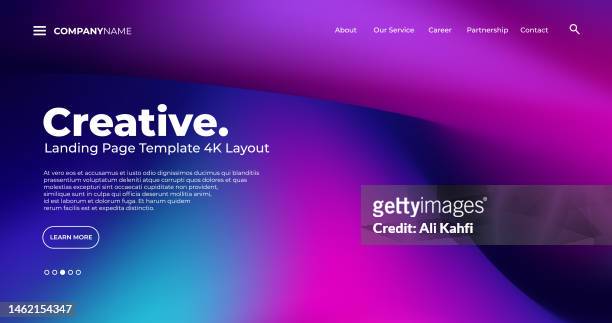 COMPANYNAME
About
Our Service
Career
Partnership
Contact
Creative.
Landing Page Template 4K Layout
At vero eos et accusamus et iusto odio dignissimos ducimus qui blanditiis
praesentium voluptatum deleniti atque corrupti quos dolores et quas
molestias excepturi sint occaecati cupiditate non provident,
similique sunt in culpa qui officia deserunt mollitia animi,
id est laborum et dolorum fuga. Et harum quidem
rerum facilis est et expedita distinctio.
LEARN MORE
gettyimages®
Ali Kahfi
1462154347